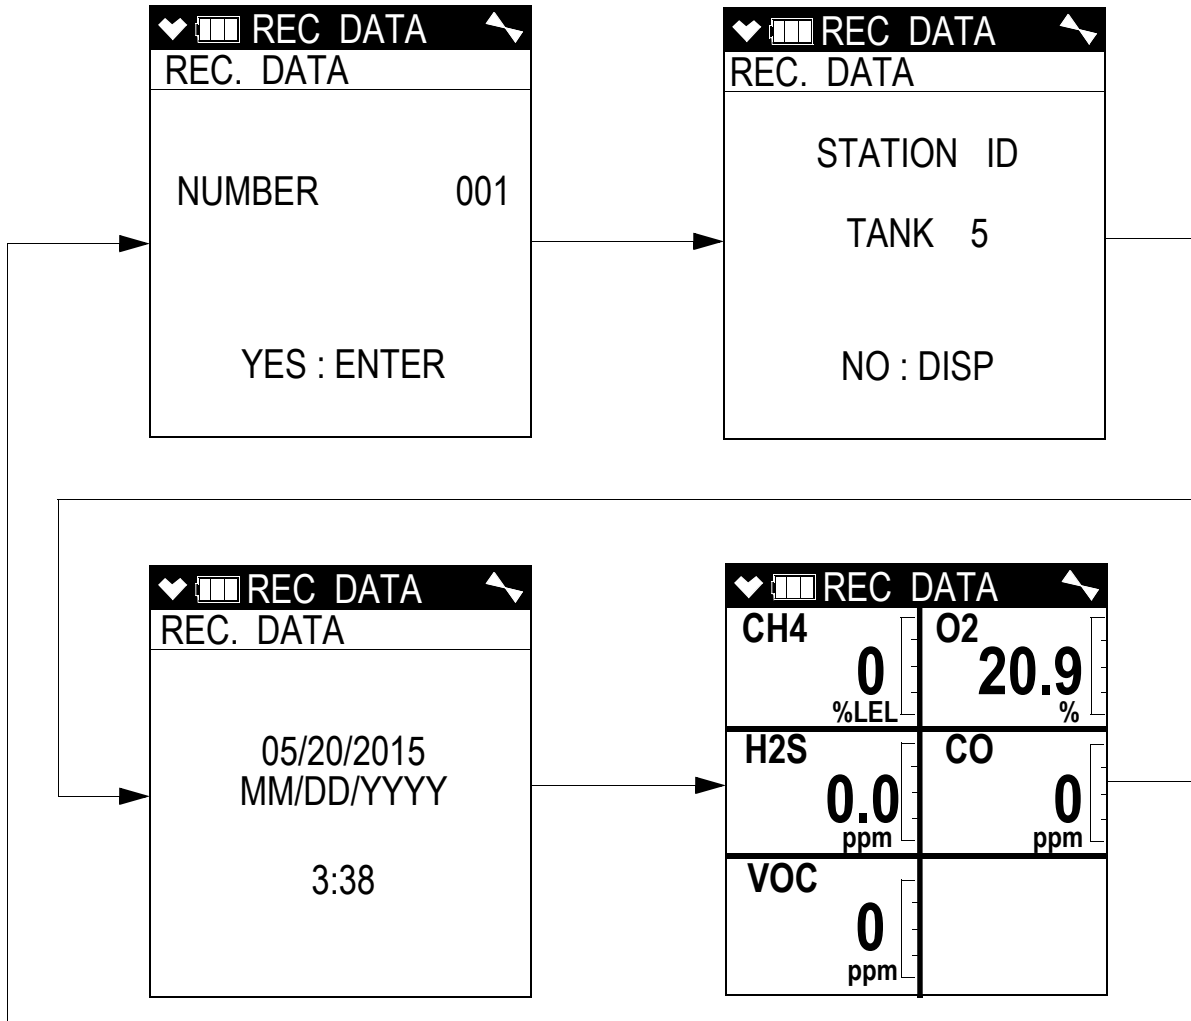 REC DATA
REC. DATA
NUMBER 001
YES : ENTER
REC DATA
REC. DATA
STATION ID
TANK 5
NO : DISP
REC DATA
REC. DATA
05/20/2015
MM/DD/YYYY
3:38
REC DATA
CH4
0
%LEL
O2
20.9
%
H2S
0.0
ppm
CO
0
ppm
VOC
0
ppm